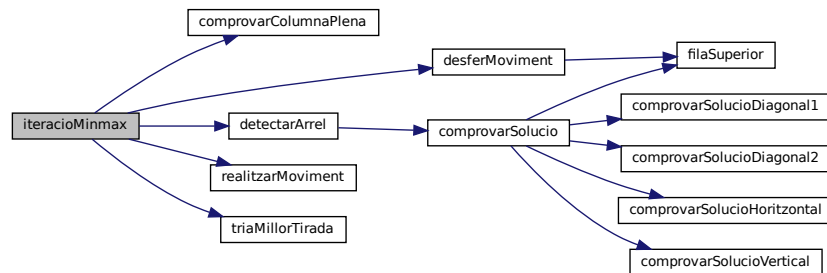 comprovarColumnaPlena
desferMoviment
filaSuperior
iteracioMinmax
detectarArrel
comprovarSolucio
comprovarSolucioDiagonal1
comprovarSolucioDiagonal2
realitzarMoviment
comprovarSolucioHoritzontal
triaMillorTirada
comprovarSolucioVertical